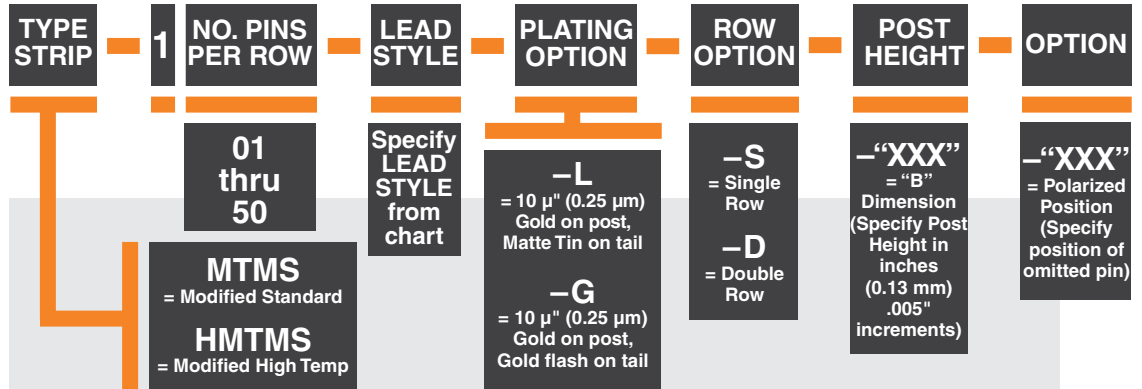 TYPE
STRIP
1
NO. PINS
PER ROW
LEAD
STYLE
PLATING
OPTION
ROW
OPTION
POST
HEIGHT
OPTION
01
thru
50
MTMS
= Modified Standard
HMTMS
= Modified High Temp
Specify
LEAD
STYLE
from
chart
–L
= 10 µ" (0.25 µm)
Gold on post,
Matte Tin on tail
–G
= 10 µ" (0.25 µm)
Gold on post,
Gold flash on tail
–S
= Single
Row
–D
= Double
Row
–“XXX”
= “B”
Dimension
(Specify Post
Height in
inches
(0.13 mm)
.005"
increments)
–“XXX”
= Polarized
Position
(Specify
position of
omitted pin)